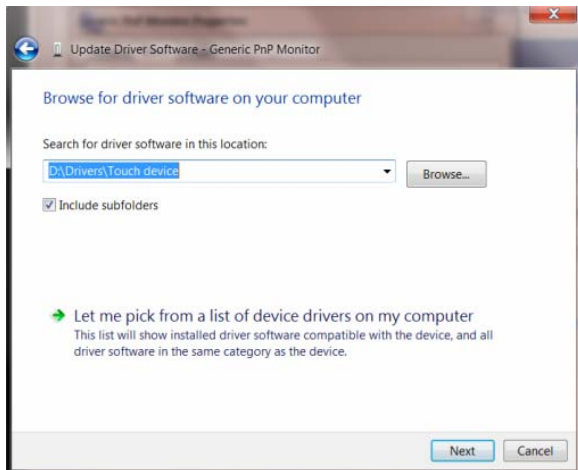 Update Driver Software - Generic PnP Monitor
Browse for driver software on your computer
Search for driver software in this location:
D:\Drivers\Touch device
Browse...
Include subfolders
Let me pick from a list of device drivers on my computer
This list will show installed driver software compatible with the device, and all
driver software in the same category as the device.
Next
Cancel